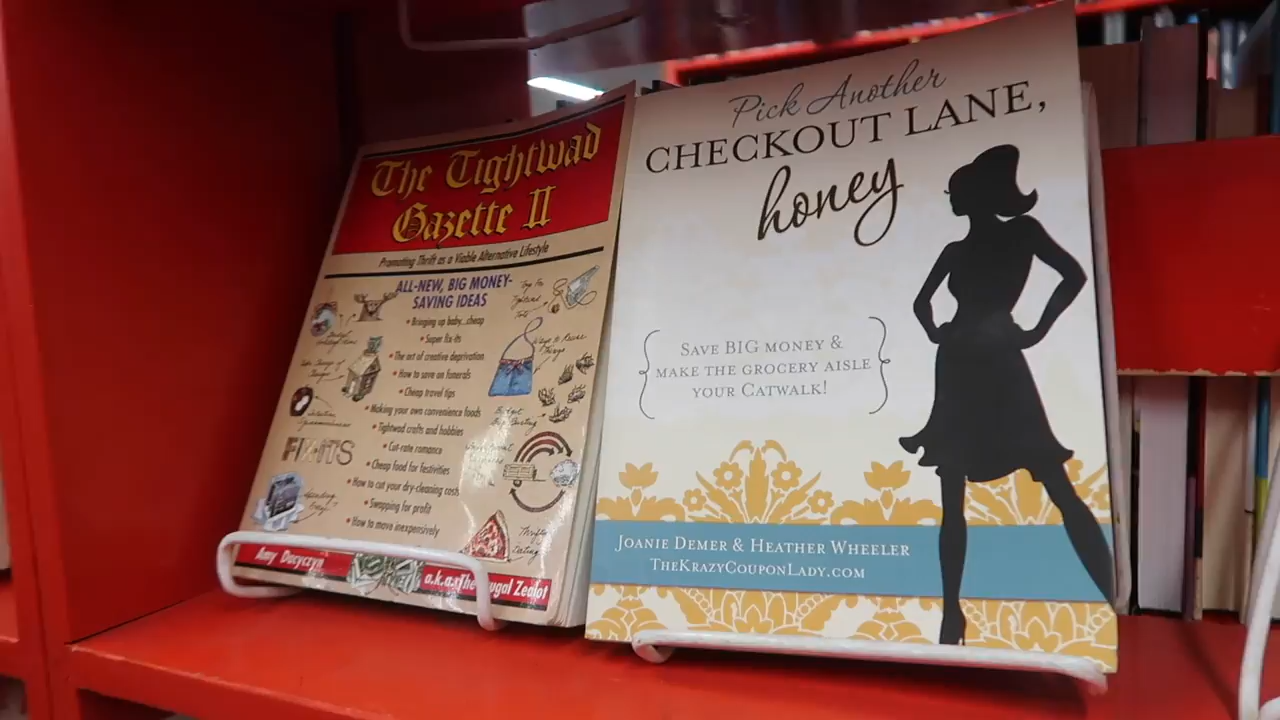 The Tightwad
Gazette II
Promoting Thrift as a Viable Alternative Lifestyle
ALL-NEW, BIG MONEY-
SAVING IDEAS
• Bringing up baby...cheap
• Super fix-its
• The art of creative deprivation
• How to save on funerals
• Cheap travel tips
• Making your own convenience foods
• Tightwad crafts and hobbies
• Cut-rate romance
• Cheap food for festivities
• How to cut your dry-cleaning costs
• Swapping for profit
• How to move inexpensively
FIX-ITS
Amy Dacyczyn
a.k.a. The Frugal Zealot
Pick Another
CHECKOUT LANE,
honey
SAVE BIG MONEY &
MAKE THE GROCERY AISLE
YOUR CATWALK!
JOANIE DEMER & HEATHER WHEELER
THEKRAZYCOUPONLADY.COM